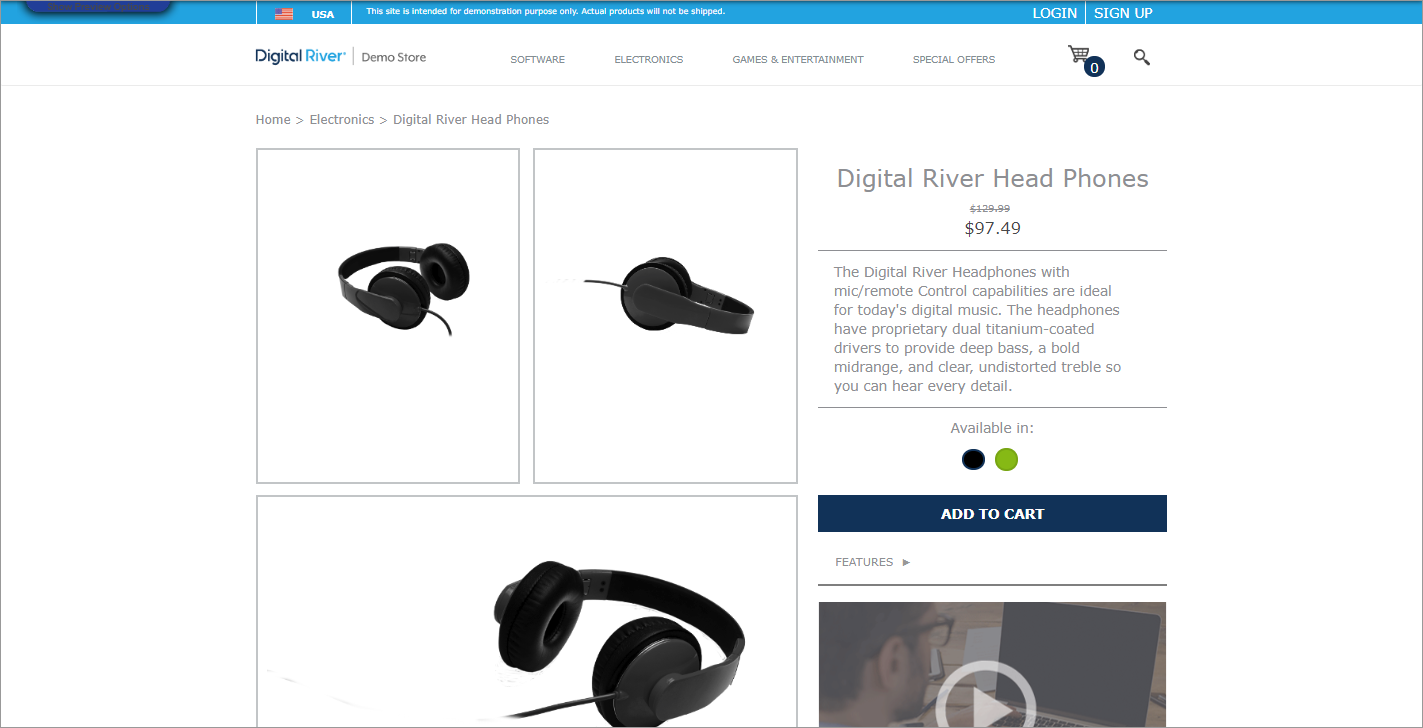 USA
This site is intended for demonstration purpose only. Actual products will not be shipped.
LOGIN
SIGN UP
Digital River | Demo Store
SOFTWARE
ELECTRONICS
GAMES & ENTERTAINMENT
SPECIAL OFFERS
0
Home > Electronics > Digital River Head Phones
Digital River Head Phones
$129.99
$97.49
The Digital River Headphones with
mic/remote Control capabilities are ideal
for today's digital music. The headphones
have proprietary dual titanium-coated
drivers to provide deep bass, a bold
midrange, and clear, undistorted treble so
you can hear every detail.
Available in:
ADD TO CART
FEATURES ►